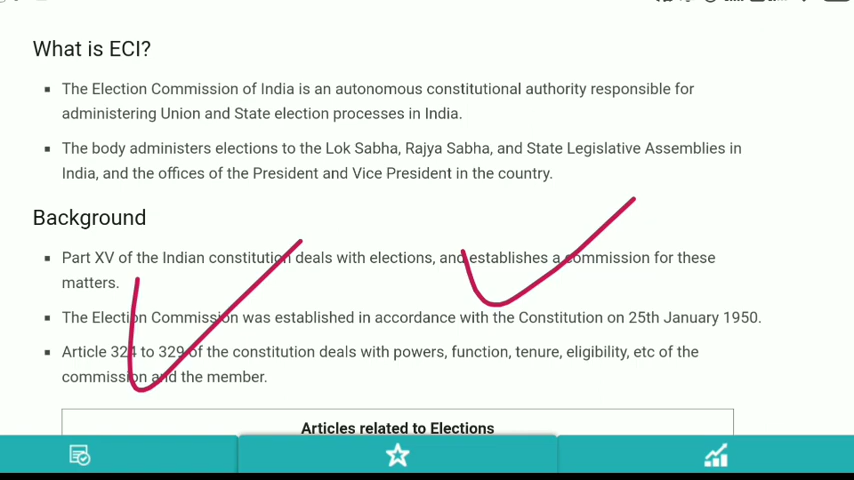 What is ECI?
▪ The Election Commission of India is an autonomous constitutional authority responsible for
administering Union and State election processes in India.
▪ The body administers elections to the Lok Sabha, Rajya Sabha, and State Legislative Assemblies in
India, and the offices of the President and Vice President in the country.
Background
▪ Part XV of the Indian constitution deals with elections, and establishes a commission for these
matters.
▪ The Election Commission was established in accordance with the Constitution on 25th January 1950.
▪ Article 324 to 329 of the constitution deals with powers, function, tenure, eligibility, etc of the
commission and the member.
Articles related to Elections